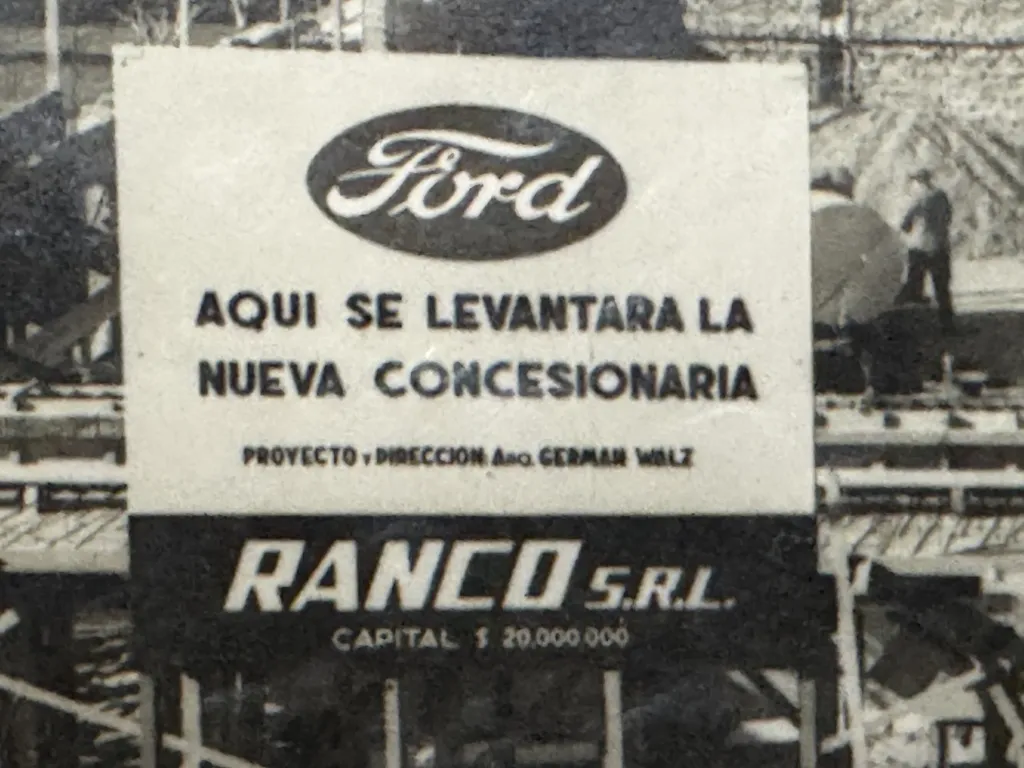 Ford
AQUI SE LEVANTARA LA
NUEVA CONCESIONARIA
PROYECTO Y DIRECCION ARQ. GERMAN WALZ
RANCO S.R.L.
CAPITAL $ 20.000.000